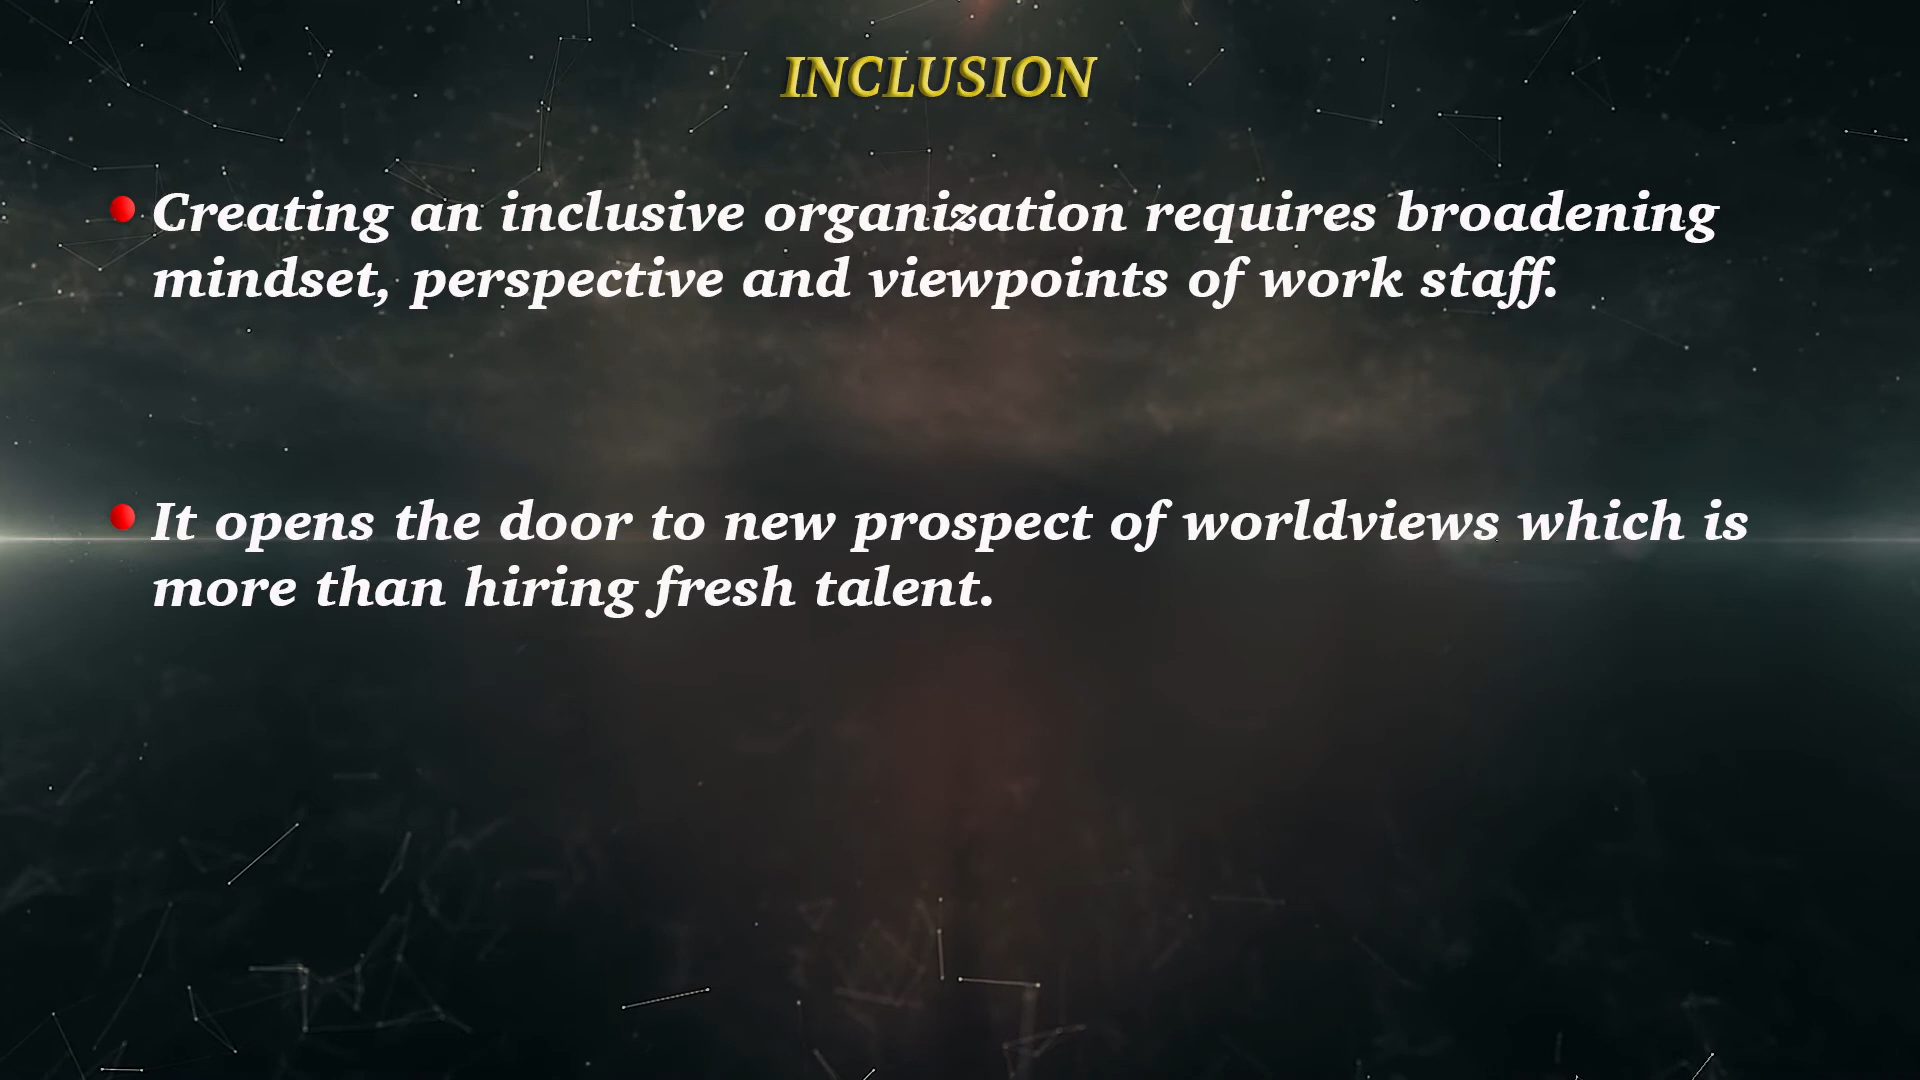 INCLUSION
Creating an inclusive organization requires broadening
mindset, perspective and viewpoints of work staff.
It opens the door to new prospect of worldviews which is
more than hiring fresh talent.